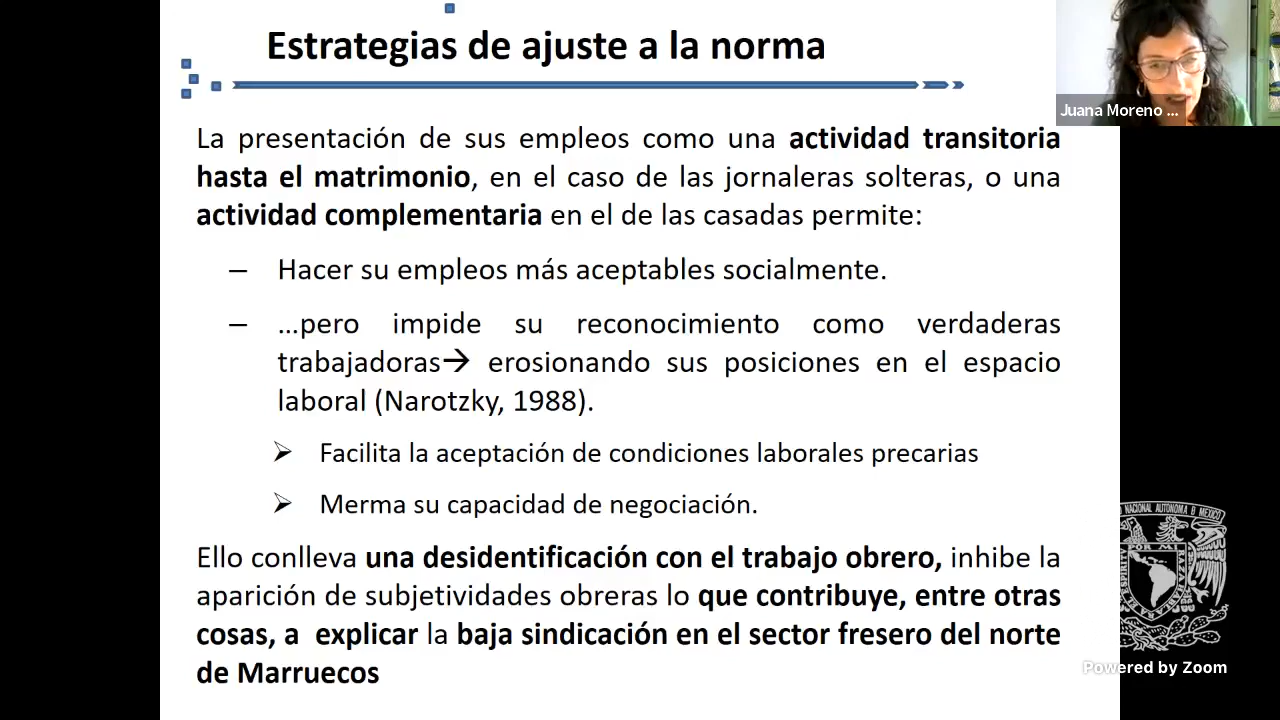 Estrategias de ajuste a la norma
Juana Moreno ...
La presentación de sus empleos como una actividad transitoria
hasta el matrimonio, en el caso de las jornaleras solteras, o una
actividad complementaria en el de las casadas permite:
– Hacer su empleos más aceptables socialmente.
– …pero impide su reconocimiento como verdaderas
trabajadoras→ erosionando sus posiciones en el espacio
laboral (Narotzky, 1988).
➢ Facilita la aceptación de condiciones laborales precarias
➢ Merma su capacidad de negociación.
Ello conlleva una desidentificación con el trabajo obrero, inhibe la
aparición de subjetividades obreras lo que contribuye, entre otras
cosas, a explicar la baja sindicación en el sector fresero del norte
de Marruecos
NACIONAL AUTONOMA
MEXICO
POR MI
Powered by Zoom